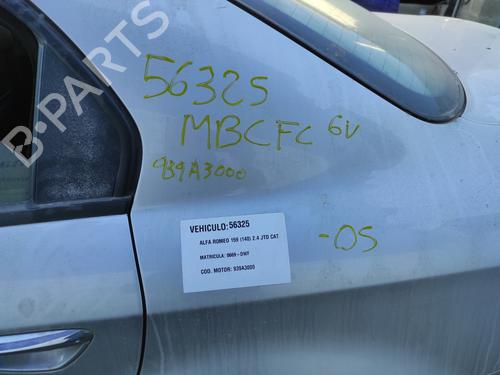 56325
MBCFC 6V
939A3000
VEHICULO:56325
ALFA ROMEO 159 (140) 2.4 JTD CAT
MATRICULA: 0669-DWF
COD. MOTOR: 939A3000
-05
B-PARTS